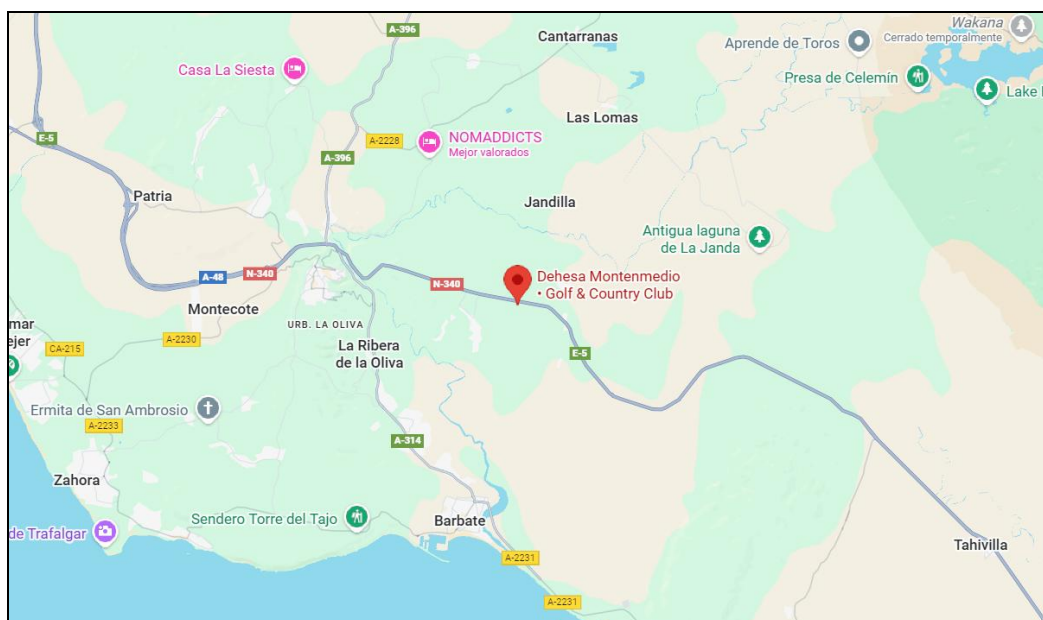 A-396
Cantarranas
Wakana
Cerrado temporalmente
Aprende de Toros
Casa La Siesta
Presa de Celemín
Lake
Las Lomas
E-5
A-2228
NOMADDICTS
Mejor valorados
A-396
Patria
Jandilla
Antigua laguna
de La Janda
N-340
A-48
N-340
Dehesa Montenmedio
• Golf & Country Club
Montecote
URB. LA OLIVA
mar
ejer
CA-215
A-2230
La Ribera
de la Oliva
E-5
Ermita de San Ambrosio
A-2233
A-314
Zahora
Sendero Torre del Tajo
Barbate
de Trafalgar
Tahivilla
A-2231
A-2231